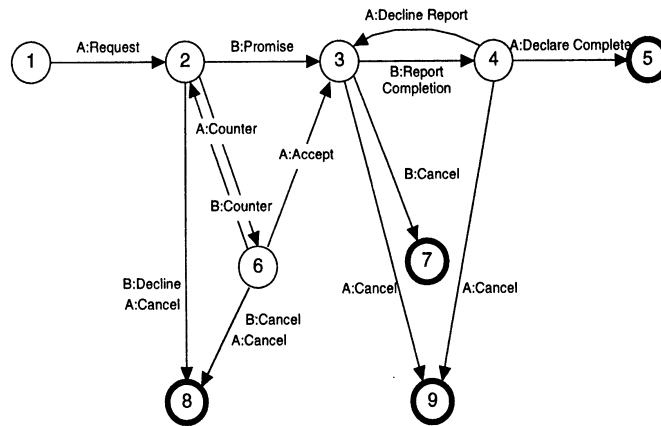 A:Decline Report
A:Request
B:Promise
A:Declare Complete
1
2
3
4
5
B:Report
Completion
A:Counter
A:Accept
B:Cancel
B:Counter
6
7
B:Decline
A:Cancel
B:Cancel
A:Cancel
A:Cancel
A:Cancel
8
9